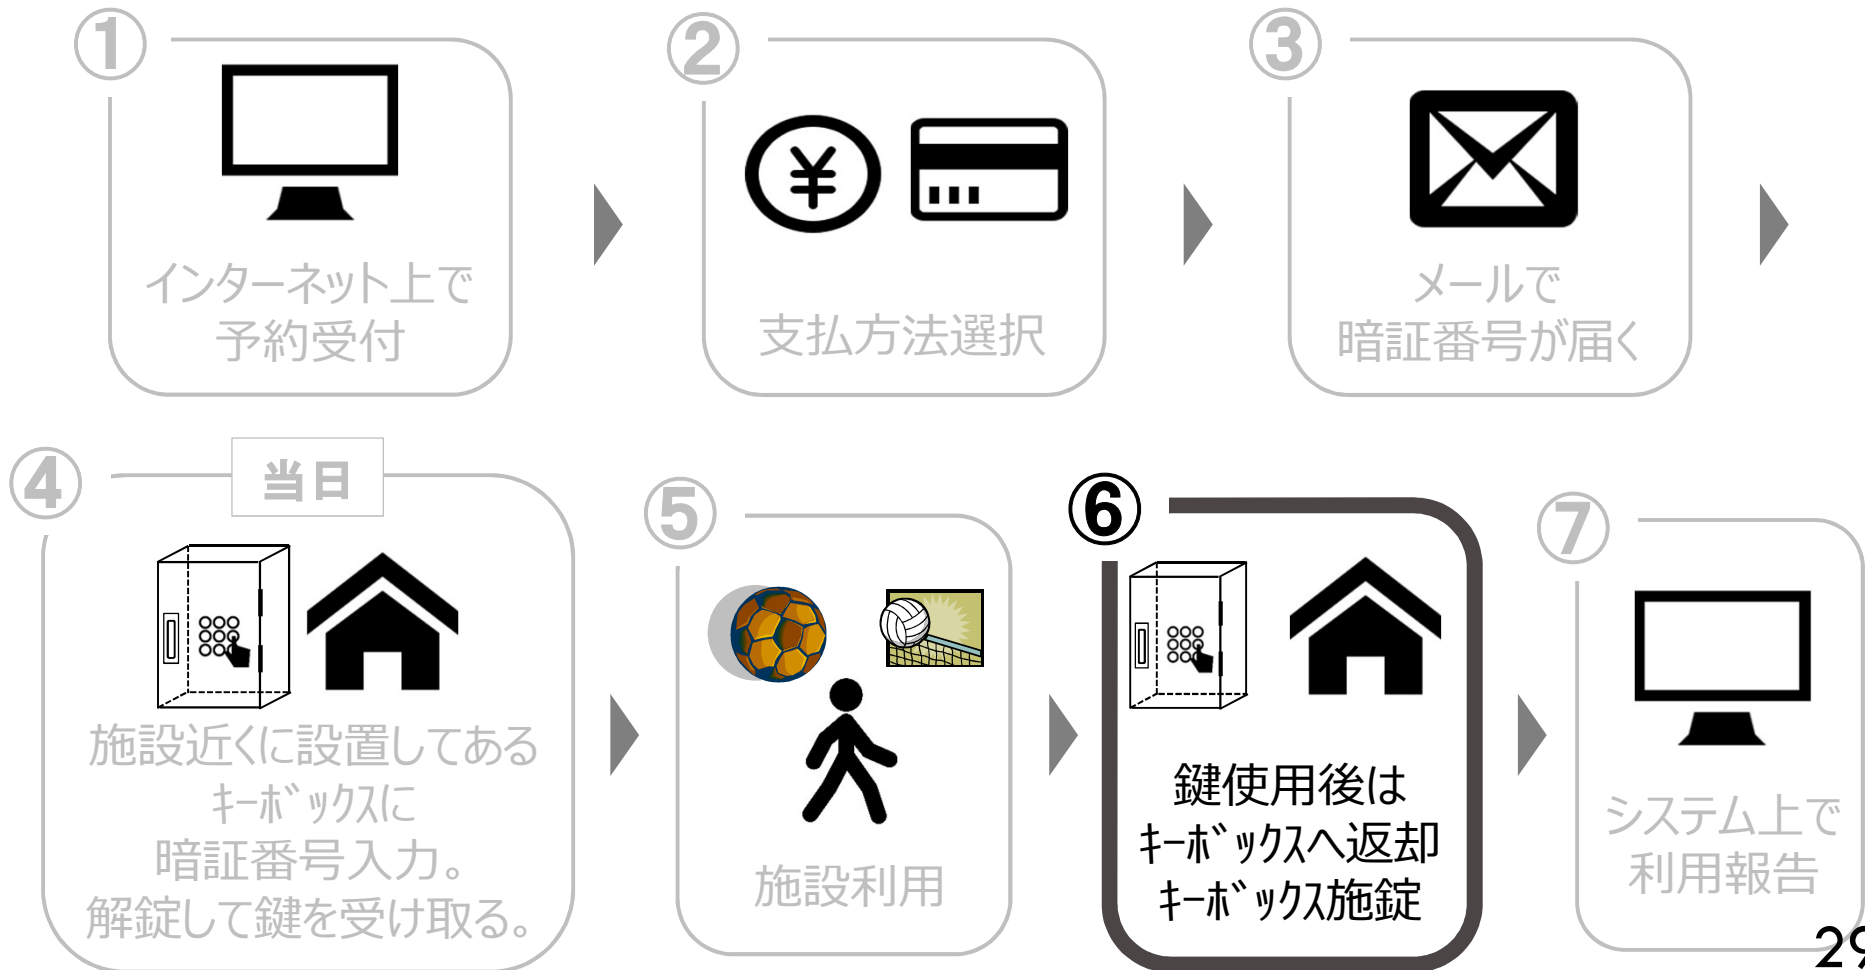 ①
インターネット上で
予約受付
②
¥
支払方法選択
③
メールで
暗証番号が届く
④
当日
施設近くに設置してある
ｷｰﾎﾞｯｸｽに
暗証番号入力。
解錠して鍵を受け取る。
⑤
施設利用
⑥
鍵使用後は
ｷｰﾎﾞｯｸｽへ返却
ｷｰﾎﾞｯｸｽ施錠
⑦
システム上で
利用報告
29